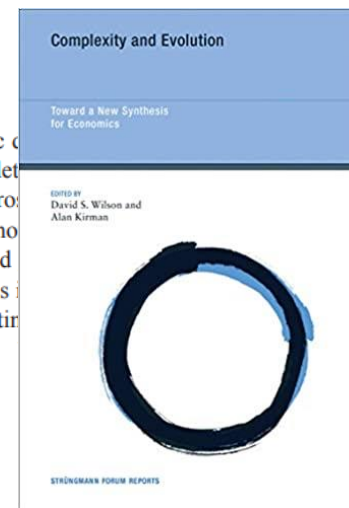 Complexity and Evolution
Toward a New Synthesis
for Economics
EDITED BY
David S. Wilson and
Alan Kirman
STRÜNGMANN FORUM REPORTS